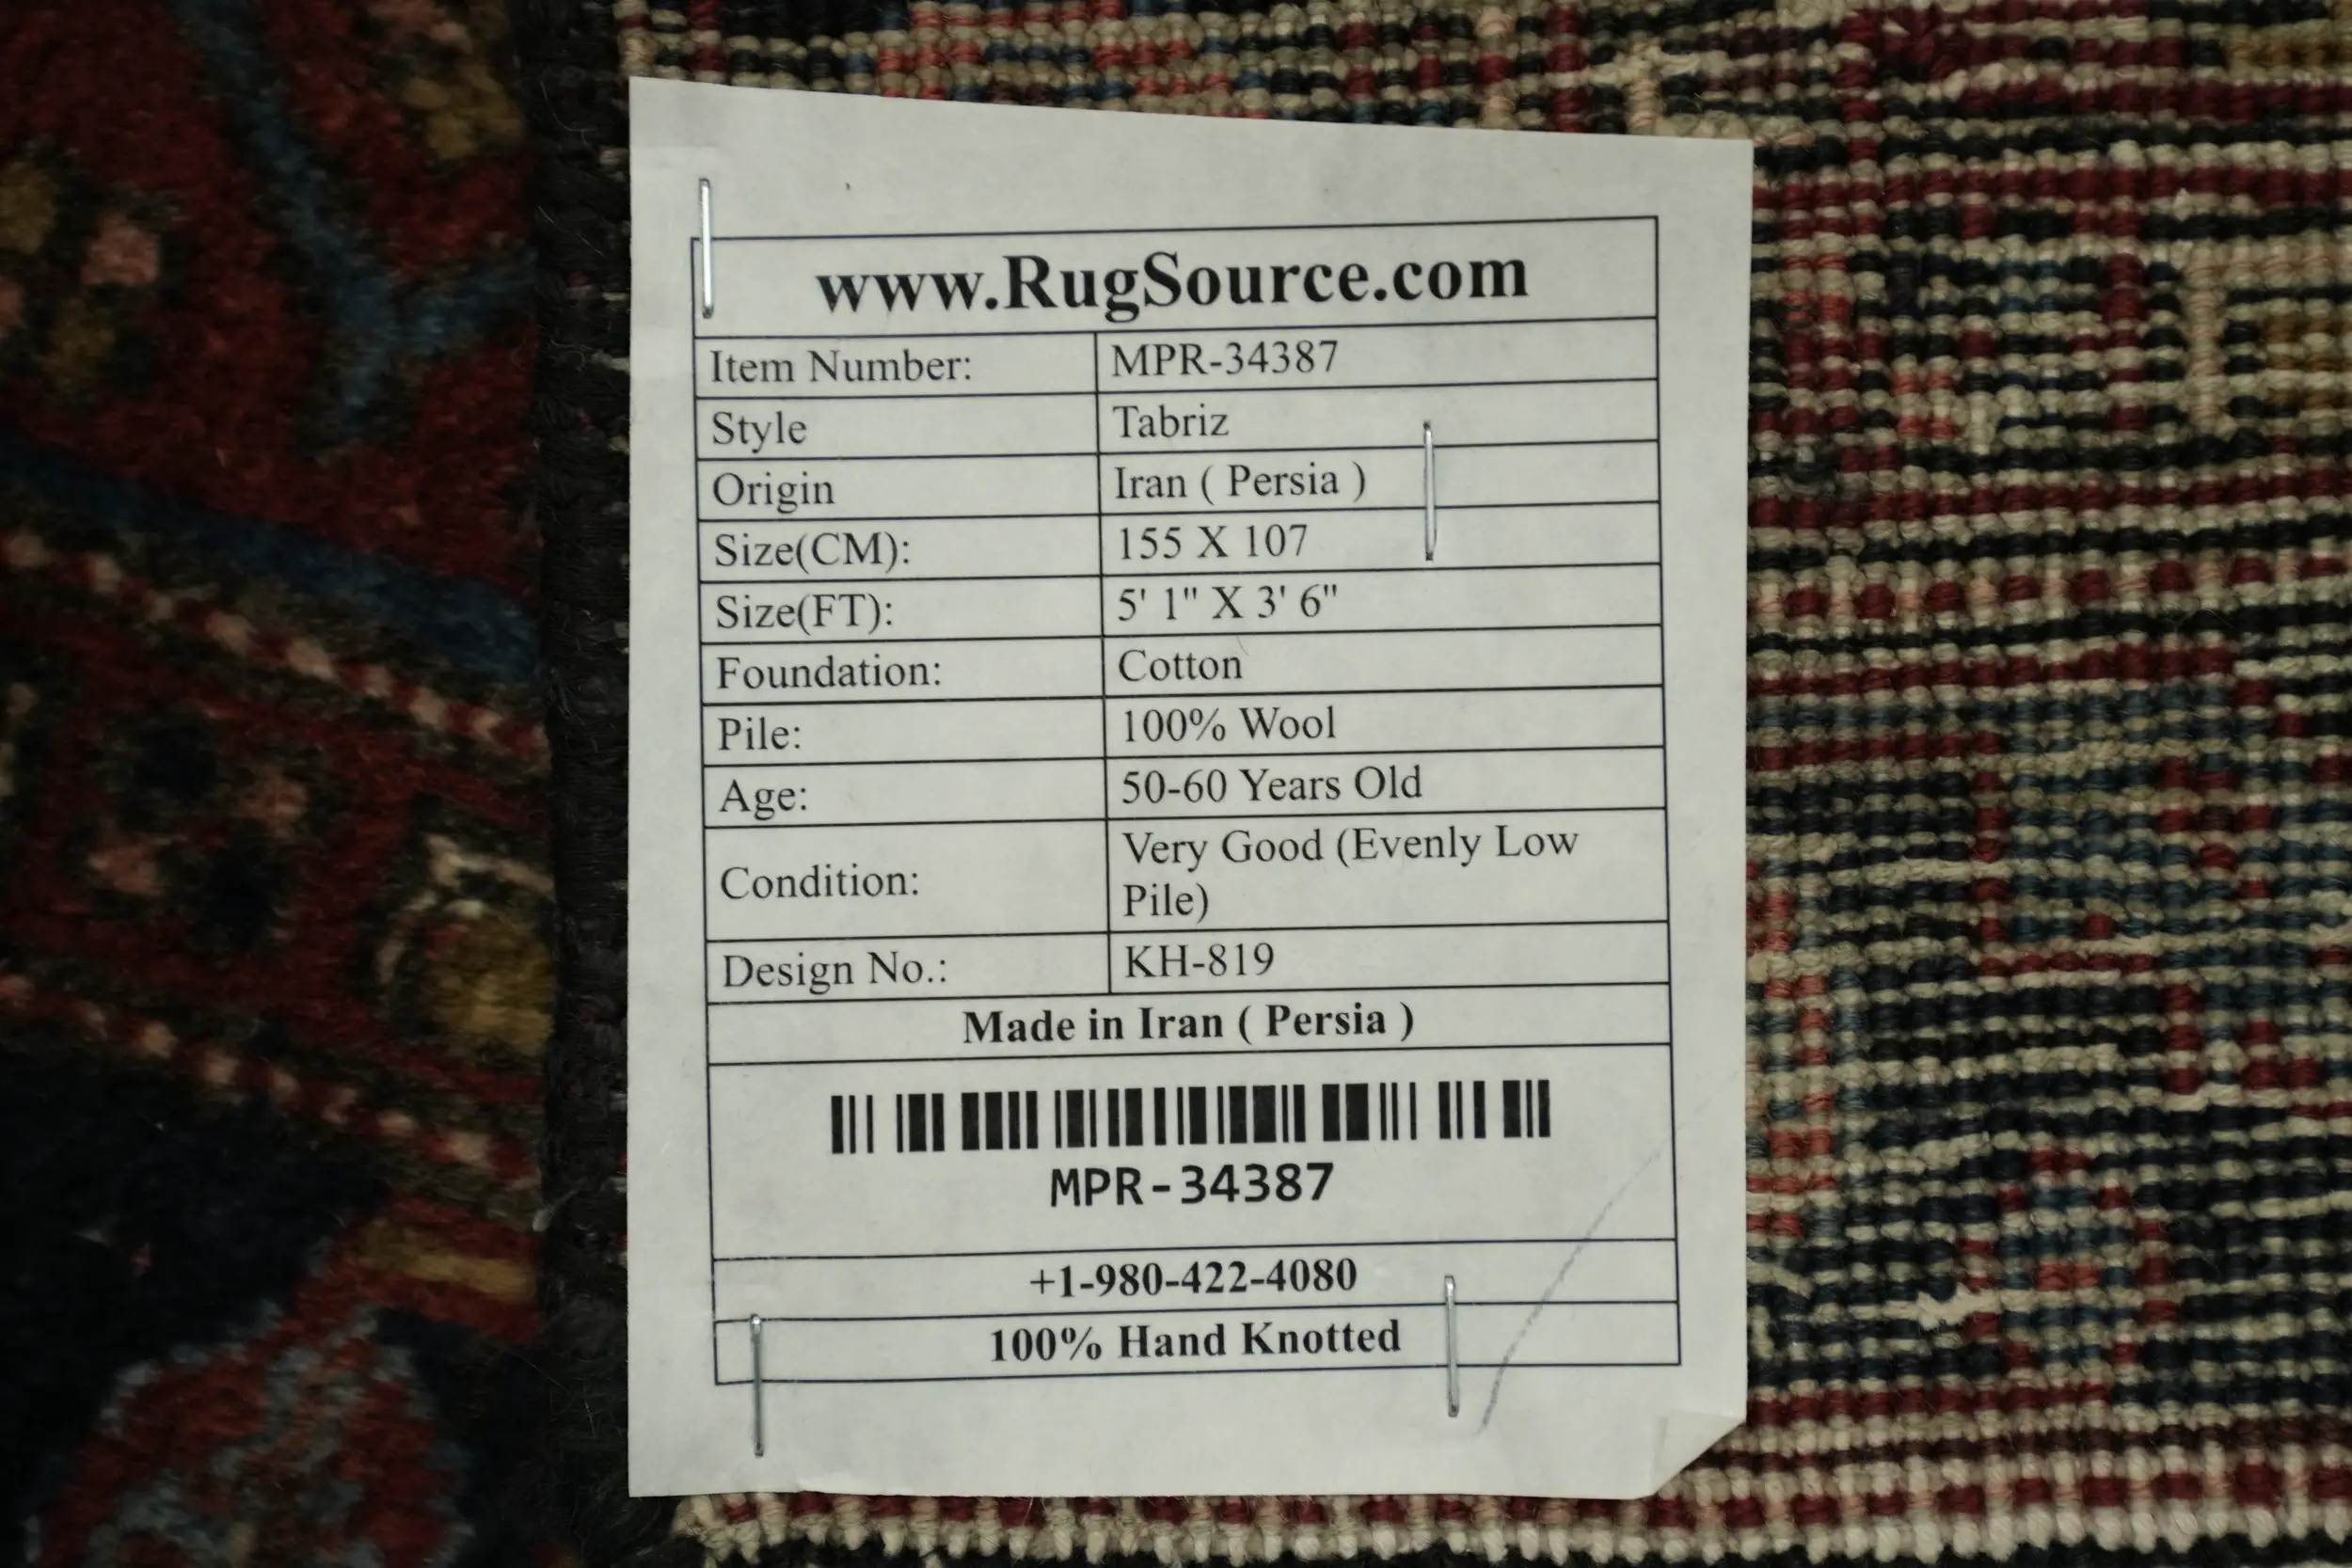 www.RugSource.com
Item Number: MPR-34387
Style Tabriz
Origin Iran ( Persia )
Size(CM): 155 X 107
Size(FT): 5' 1" X 3' 6"
Foundation: Cotton
Pile: 100% Wool
Age: 50-60 Years Old
Condition: Very Good (Evenly Low
Pile)
Design No.: KH-819
Made in Iran ( Persia )
MPR-34387
+1-980-422-4080
100% Hand Knotted